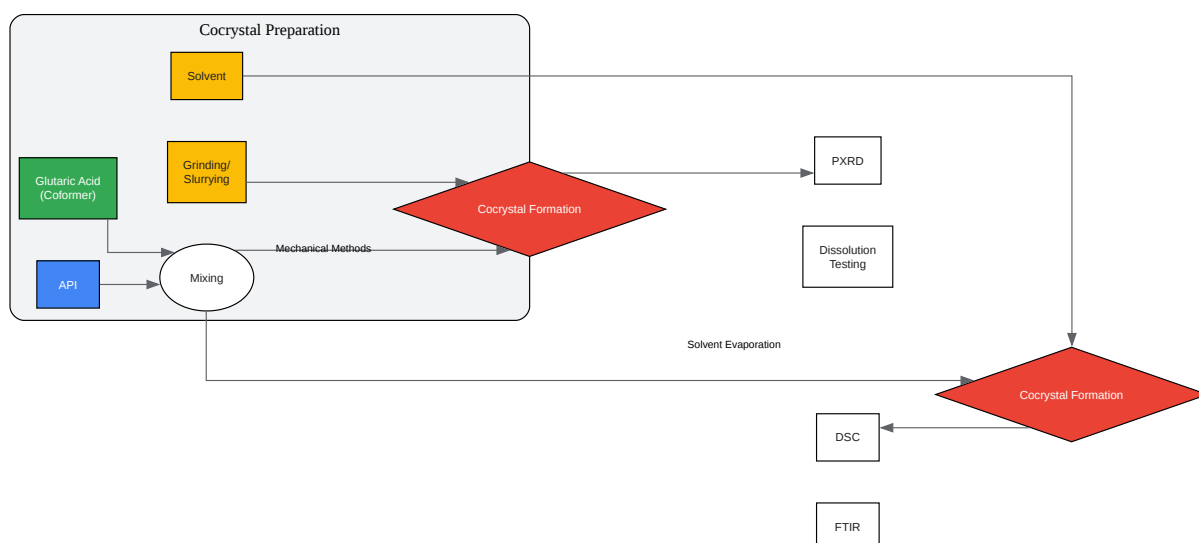 Cocrystal Preparation
Solvent
Grinding/
Slurrying
Glutaric Acid
(Coformer)
API
Mixing
Mechanical Methods
Cocrystal Formation
PXRD
Dissolution
Testing
Solvent Evaporation
Cocrystal Formation
DSC
FTIR